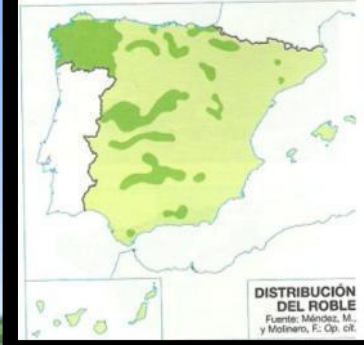 DISTRIBUCIÓN
DEL ROBLE
Fuente: Méndez, M.,
y Molinero, F.: Op. cit.